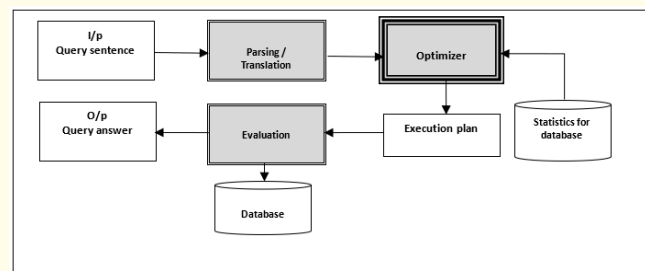 I/p
Query sentence
Parsing /
Translation
Optimizer
O/p
Query answer
Evaluation
Execution plan
Statistics for
database
Database